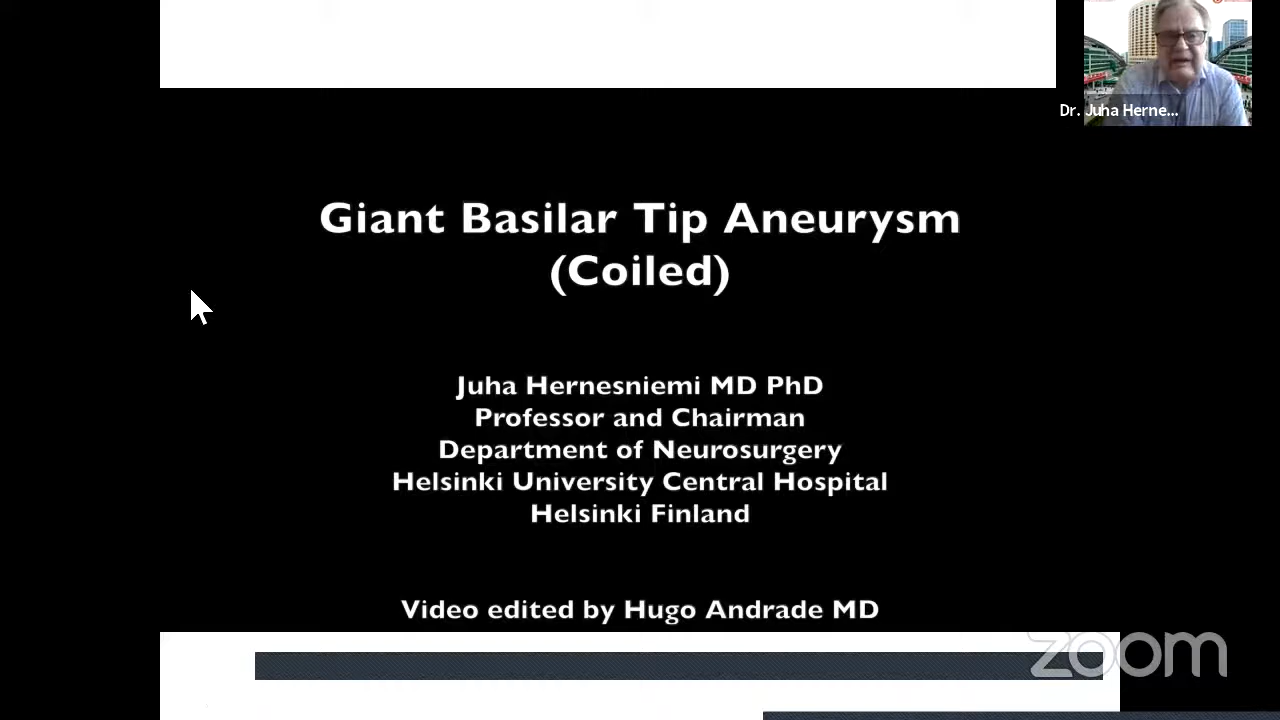 Dr. Juha Herne...
Giant Basilar Tip Aneurysm
(Coiled)
Juha Hernesniemi MD PhD
Professor and Chairman
Department of Neurosurgery
Helsinki University Central Hospital
Helsinki Finland
Video edited by Hugo Andrade MD
zoom